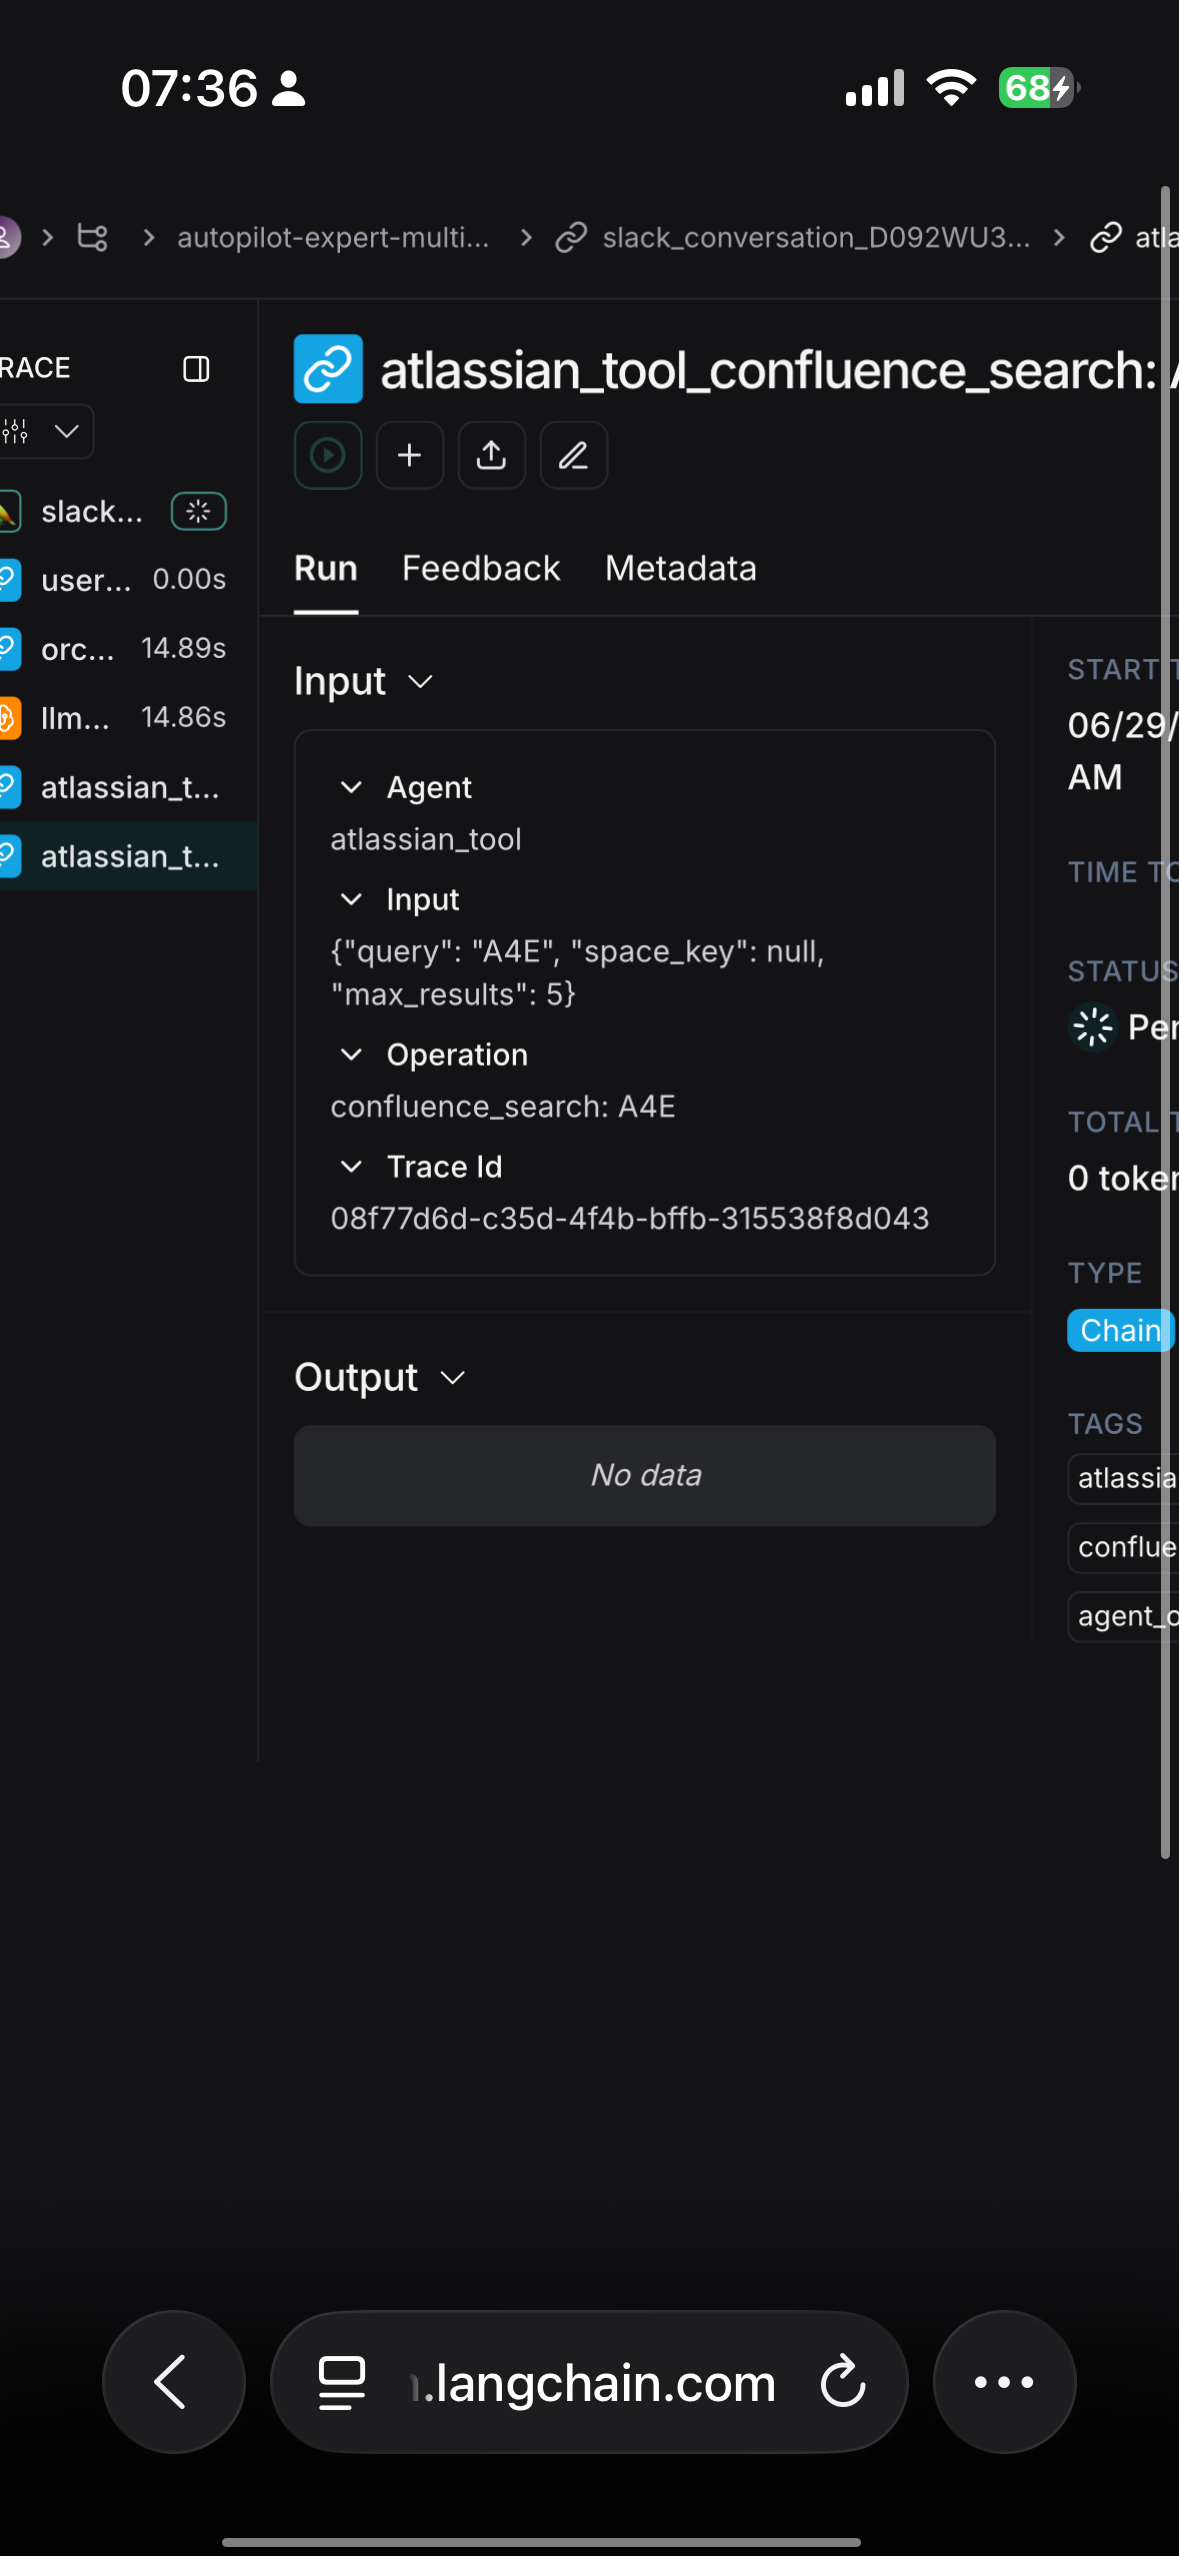 07:36
68
autopilot-expert-multi...
slack_conversation_D092WU3...
atla
RACE
atlassian_tool_confluence_search:
slack...
user... 0.00s
orc... 14.89s
llm... 14.86s
atlassian_t...
atlassian_t...
Run Feedback Metadata
Input
Agent
atlassian_tool
Input
{"query": "A4E", "space_key": null,
"max_results": 5}
Operation
confluence_search: A4E
Trace Id
08f77d6d-c35d-4f4b-bffb-315538f8d043
Output
No data
START T
06/29/
AM
TIME TO
STATUS
Per
TOTAL T
0 token
TYPE
Chain
TAGS
atlassia
conflue
agent_o
.langchain.com